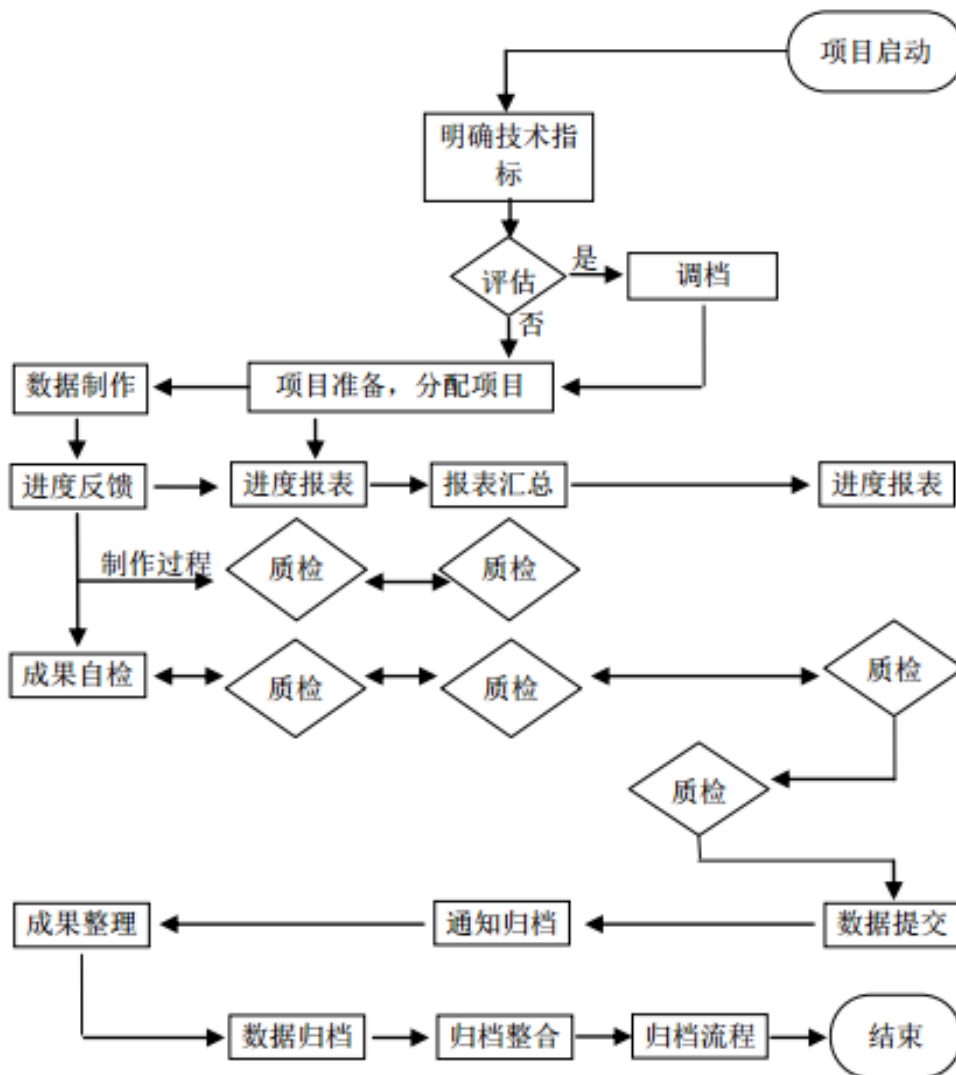 项目启动
明确技术指
标
评估
是
调档
否
数据制作
项目准备，分配项目
进度反馈
进度报表
报表汇总
进度报表
制作过程
质检
质检
成果自检
质检
质检
质检
质检
成果整理
通知归档
数据提交
数据归档
归档整合
归档流程
结束